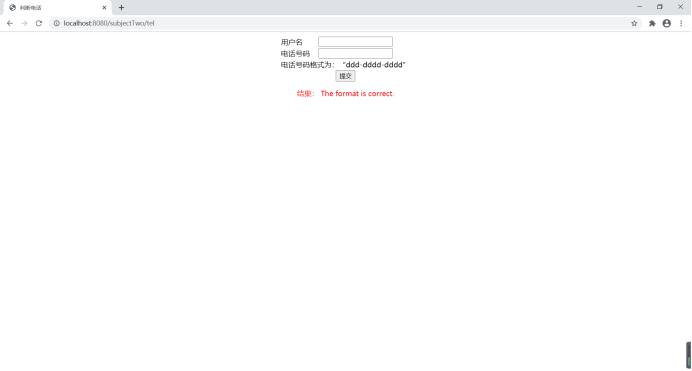 判断电话
localhost:8080/subjectTwo/tel
用户名
电话号码
电话号码格式为： “ddd-dddd-dddd”
提交
结果： The format is correct.